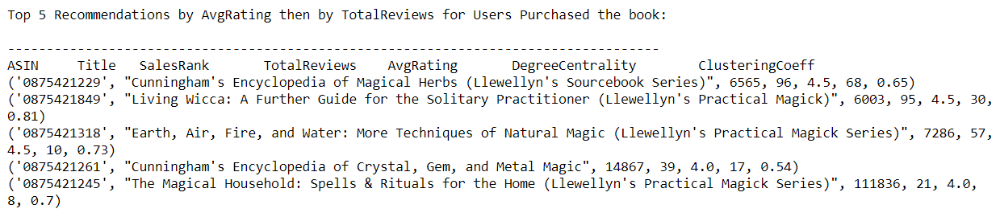 Top 5 Recommendations by AvgRating then by TotalReviews for Users Purchased the book:
------------------------------------------------------------------------------------
ASIN     Title   SalesRank       TotalReviews    AvgRating       DegreeCentrality        ClusteringCoeff
('0875421229', "Cunningham's Encyclopedia of Magical Herbs (Llewellyn's Sourcebook Series)", 6565, 96, 4.5, 68, 0.65)
('0875421849', "Living Wicca: A Further Guide for the Solitary Practitioner (Llewellyn's Practical Magick)", 6003, 95, 4.5, 30,
0.81)
('0875421318', "Earth, Air, Fire, and Water: More Techniques of Natural Magic (Llewellyn's Practical Magick Series)", 7286, 57,
4.5, 10, 0.73)
('0875421261', "Cunningham's Encyclopedia of Crystal, Gem, and Metal Magic", 14867, 39, 4.0, 17, 0.54)
('0875421245', "The Magical Household: Spells & Rituals for the Home (Llewellyn's Practical Magick Series)", 111836, 21, 4.0,
8, 0.7)